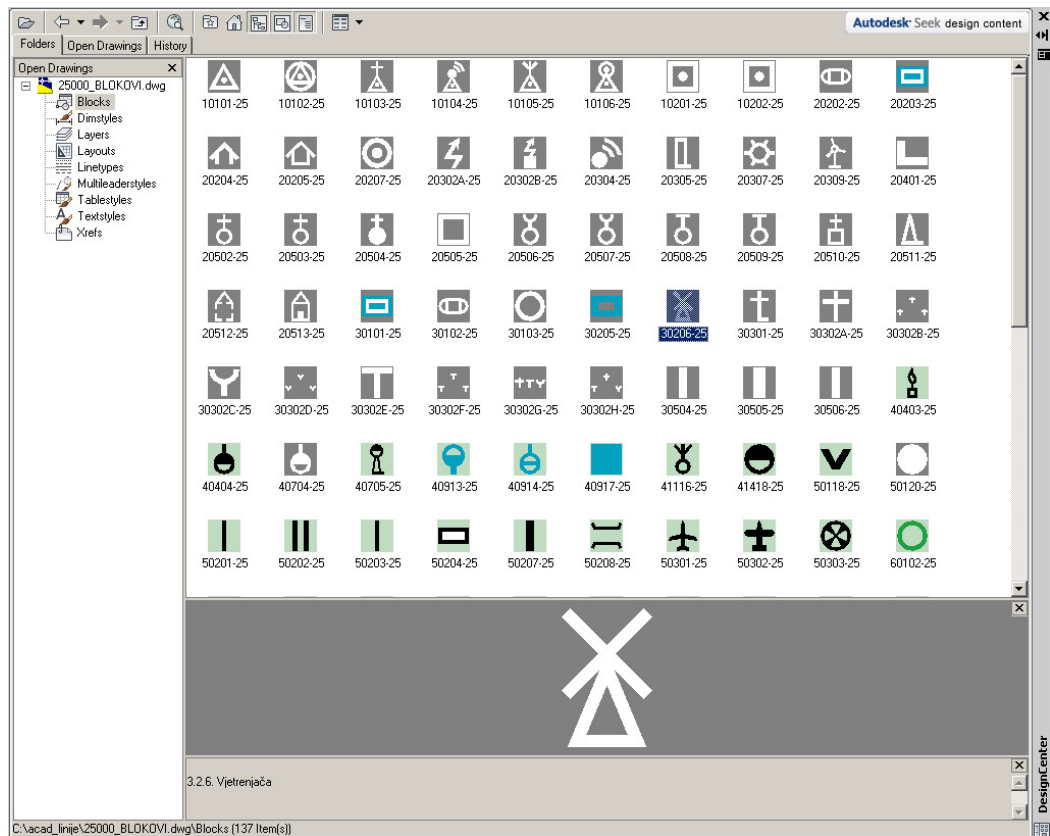 Autodesk® Seek design content
Folders Open Drawings History
Open Drawings
25000_BLOKOVI.dwg
Blocks
Dimstyles
Layers
Layouts
Linetypes
Multileaderstyles
Tablestyles
Textstyles
Xrefs
10101-25 10102-25 10103-25 10104-25 10105-25 10106-25 10201-25 10202-25 20202-25 20203-25
20204-25 20205-25 20207-25 20302A-25 20302B-25 20304-25 20305-25 20307-25 20309-25 20401-25
20502-25 20503-25 20504-25 20505-25 20506-25 20507-25 20508-25 20509-25 20510-25 20511-25
20512-25 20513-25 30101-25 30102-25 30103-25 30205-25 30206-25 30301-25 30302A-25 30302B-25
30302C-25 30302D-25 30302E-25 30302F-25 30302G-25 30302H-25 30504-25 30505-25 30506-25 40403-25
40404-25 40704-25 40705-25 40913-25 40914-25 40917-25 41116-25 41418-25 50118-25 50120-25
50201-25 50202-25 50203-25 50204-25 50207-25 50208-25 50301-25 50302-25 50303-25 60102-25
3.2.6. Vjetrenjača
C:\acad_linije\25000_BLOKOVI.dwg\Blocks (137 Item(s))
DesignCenter